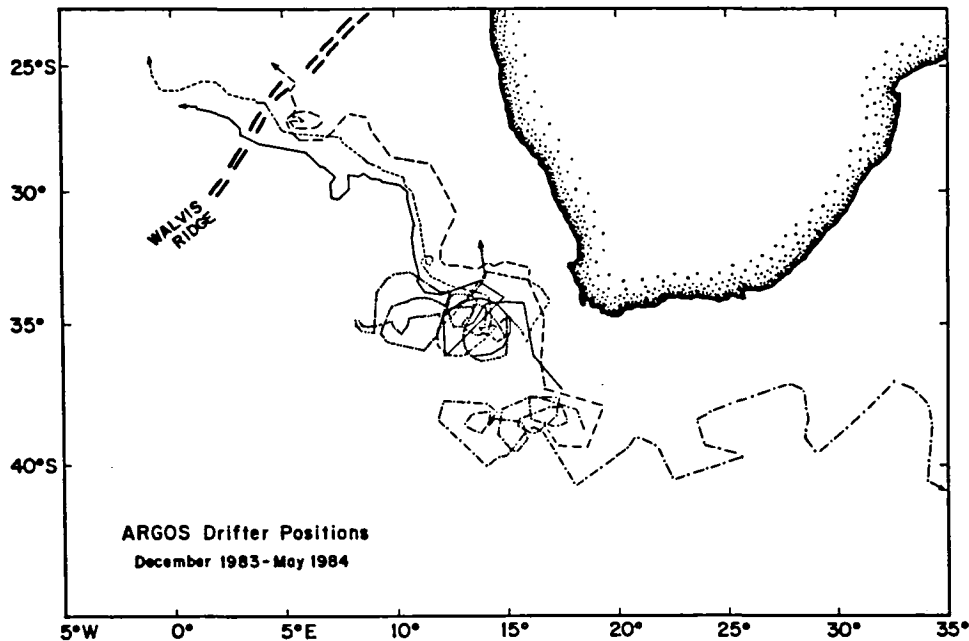 25°S
30°
35°
40°S
WALVIS
RIDGE
ARGOS Drifter Positions
December 1983-May 1984
5°W
0°
5°E
10°
15°
20°
25°
30°
35°